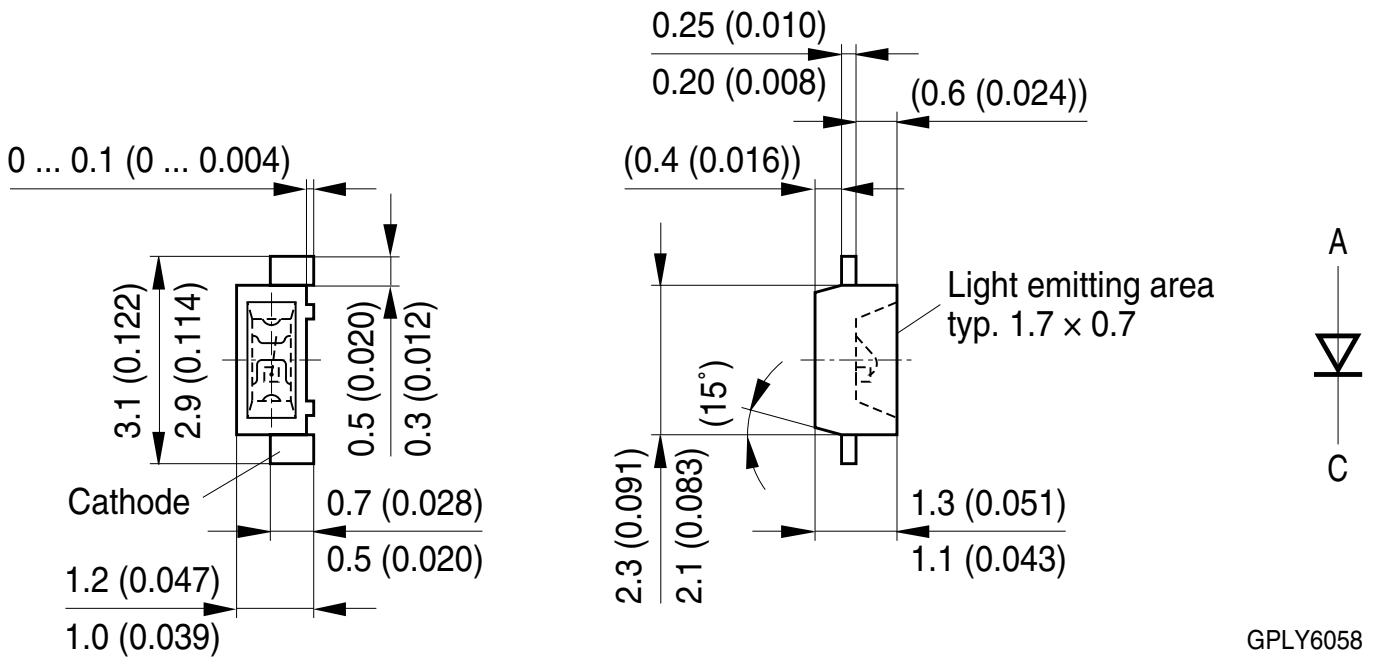 0.25 (0.010)
0.20 (0.008)
(0.6 (0.024))
0 ... 0.1 (0 ... 0.004)
(0.4 (0.016))
3.1 (0.122)
2.9 (0.114)
0.5 (0.020)
0.3 (0.012)
Cathode
0.7 (0.028)
0.5 (0.020)
1.2 (0.047)
1.0 (0.039)
Light emitting area
typ. 1.7 × 0.7
(15°)
2.3 (0.091)
2.1 (0.083)
1.3 (0.051)
1.1 (0.043)
A
C
GPLY6058